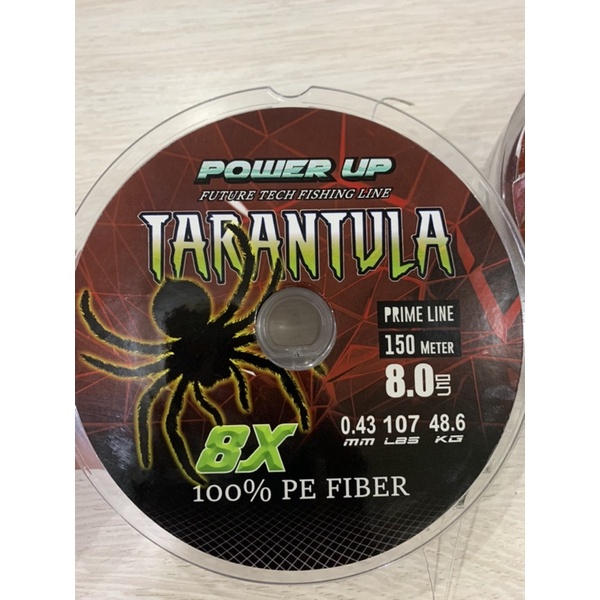 POWER UP
FUTURE TECH FISHING LINE
TARANTULA
PRIME LINE
150 METER
8.0
0.43 107 48.6
MM LBS KG
8X
100% PE FIBER